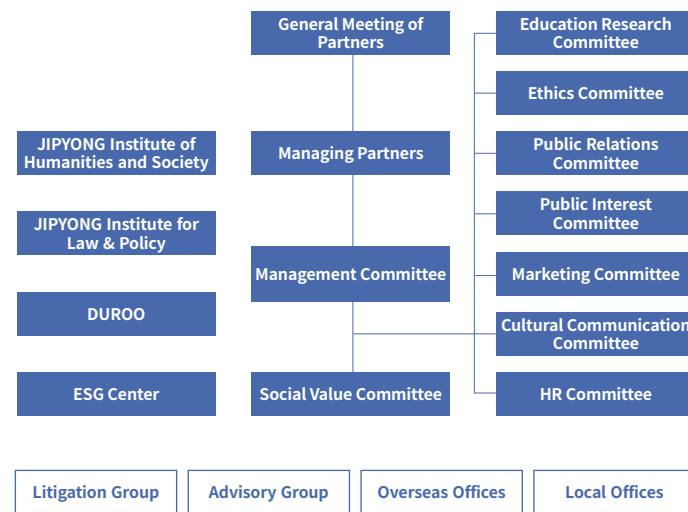 General Meeting of
Partners
Education Research
Committee
Ethics Committee
JIPYONG Institute of
Humanities and Society
Managing Partners
Public Relations
Committee
JIPYONG Institute for
Law & Policy
Public Interest
Committee
Management Committee
Marketing Committee
DUROO
Cultural Communication
Committee
ESG Center
Social Value Committee
HR Committee
Litigation Group
Advisory Group
Overseas Offices
Local Offices